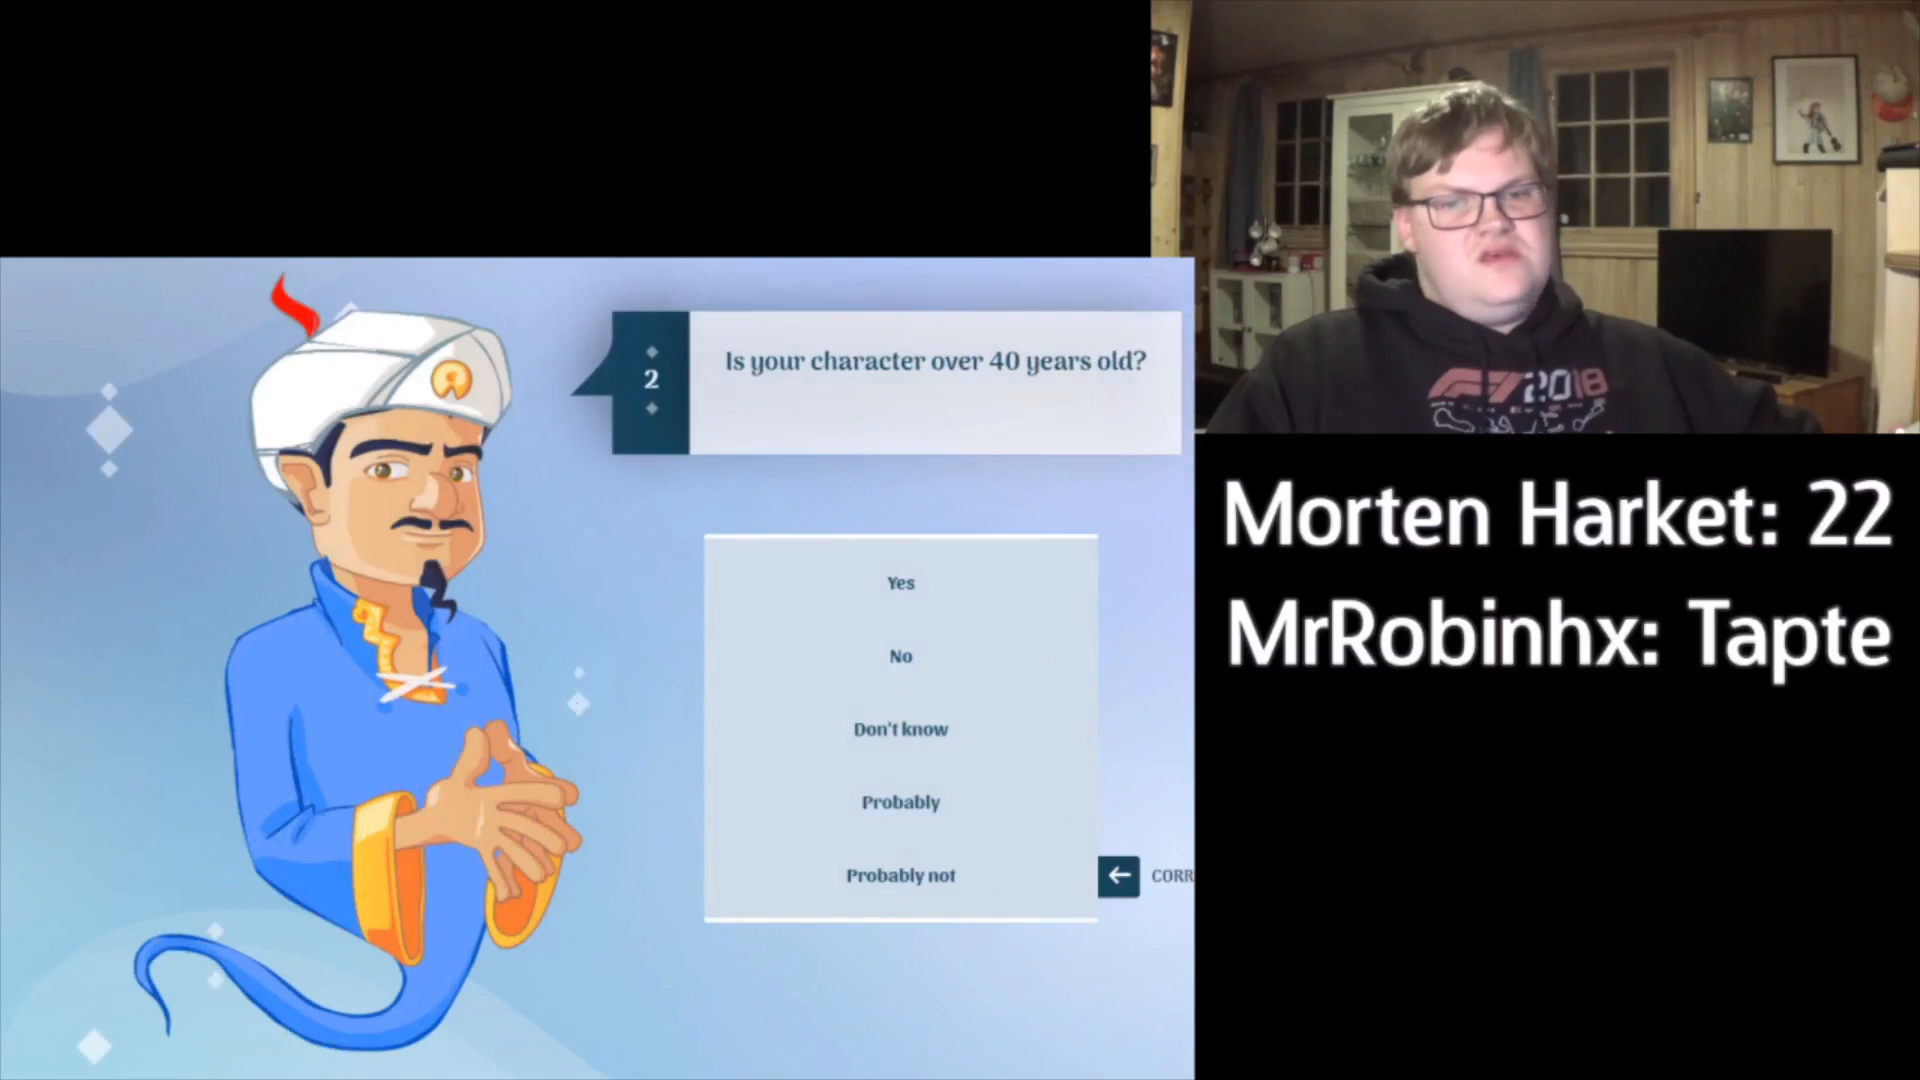 2
Is your character over 40 years old?
Yes
No
Don't know
Probably
Probably not
CORR
F1 2018
Morten Harket: 22
MrRobinhx: Tapte